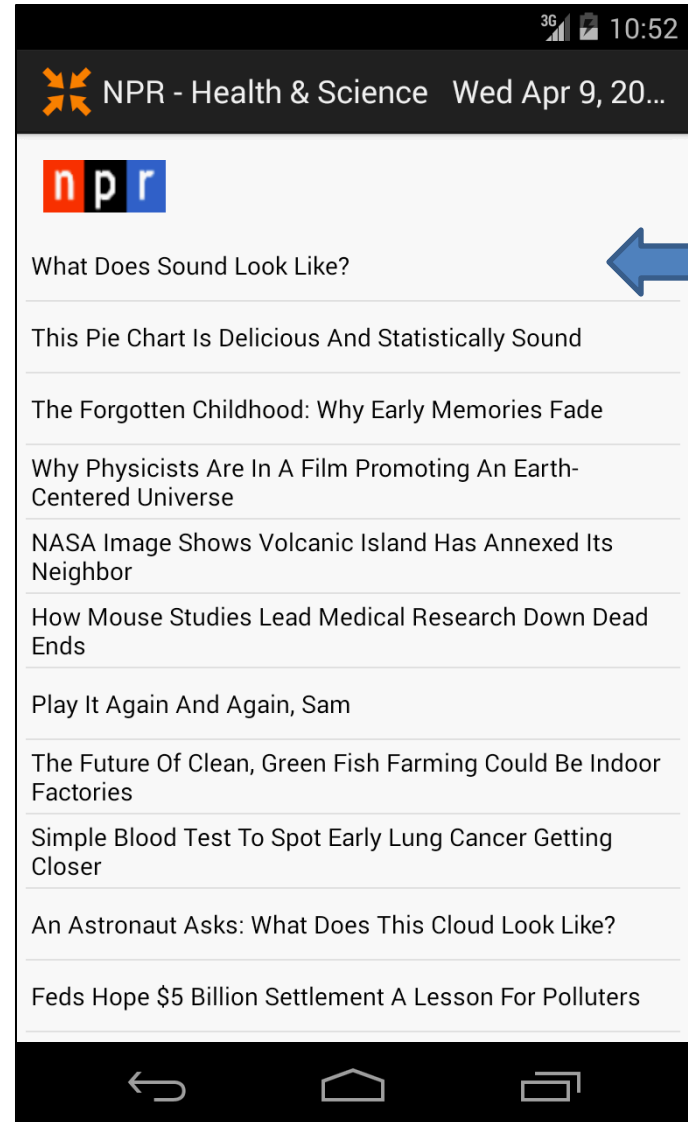 3G 10:52
NPR - Health & Science Wed Apr 9, 20...
npr
What Does Sound Look Like?
This Pie Chart Is Delicious And Statistically Sound
The Forgotten Childhood: Why Early Memories Fade
Why Physicists Are In A Film Promoting An Earth-
Centered Universe
NASA Image Shows Volcanic Island Has Annexed Its
Neighbor
How Mouse Studies Lead Medical Research Down Dead
Ends
Play It Again And Again, Sam
The Future Of Clean, Green Fish Farming Could Be Indoor
Factories
Simple Blood Test To Spot Early Lung Cancer Getting
Closer
An Astronaut Asks: What Does This Cloud Look Like?
Feds Hope $5 Billion Settlement A Lesson For Polluters